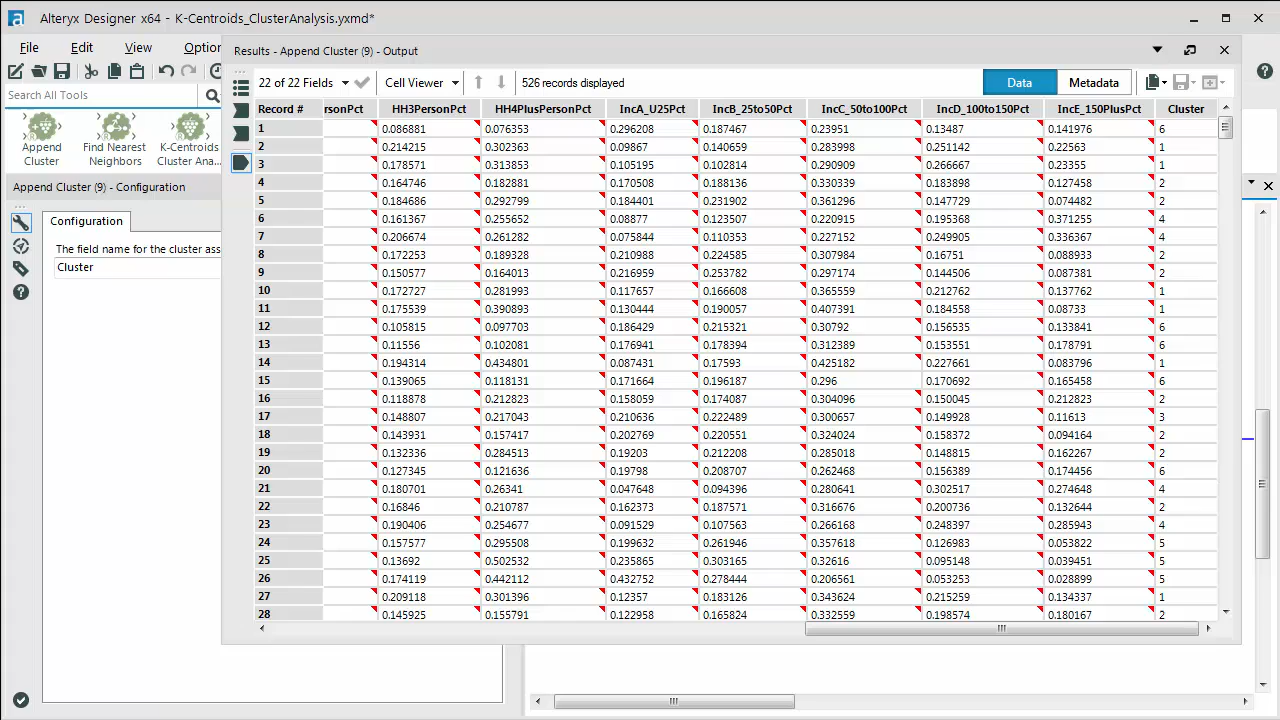 Alteryx Designer x64 - K-Centroids_ClusterAnalysis.yxmd*
File Edit View Optio
Results - Append Cluster (9) - Output
22 of 22 Fields Cell Viewer 526 records displayed Data Metadata
Search All Tools
Append Cluster
Find Nearest Neighbors
K-Centroids Cluster Ana...
Append Cluster (9) - Configuration
Configuration
The field name for the cluster ass
Cluster
Record # rsonPct HH3PersonPct HH4PlusPersonPct IncA_U25Pct IncB_25to50Pct IncC_50to100Pct IncD_100to150Pct IncE_150PlusPct Cluster
1 0.086881 0.076353 0.296208 0.187467 0.23951 0.13487 0.141976 6
2 0.214215 0.302363 0.09867 0.140659 0.283998 0.251142 0.22563 1
3 0.178571 0.313853 0.105195 0.102814 0.290909 0.266667 0.23355 1
4 0.164746 0.182881 0.170508 0.188136 0.330339 0.183898 0.127458 2
5 0.184686 0.292799 0.184401 0.231902 0.361296 0.147729 0.074482 2
6 0.161367 0.255652 0.08877 0.123507 0.220915 0.195368 0.371255 4
7 0.206674 0.261282 0.075844 0.110353 0.227152 0.249905 0.336367 4
8 0.172253 0.189328 0.210988 0.224585 0.307984 0.16751 0.088933 2
9 0.150577 0.164013 0.216959 0.253782 0.297174 0.144506 0.087381 2
10 0.172727 0.281993 0.117657 0.166608 0.365559 0.212762 0.137762 1
11 0.175539 0.390893 0.130444 0.190057 0.407391 0.184558 0.08733 1
12 0.105815 0.097703 0.186429 0.215321 0.30792 0.156535 0.133841 6
13 0.11556 0.102081 0.176941 0.178394 0.312389 0.153551 0.178791 6
14 0.194314 0.434801 0.087431 0.17593 0.425182 0.227661 0.083796 1
15 0.139065 0.118131 0.171664 0.196187 0.296 0.170692 0.165458 6
16 0.118878 0.212823 0.158059 0.174087 0.304096 0.150045 0.212823 2
17 0.148807 0.217043 0.210636 0.222489 0.300657 0.149928 0.11613 3
18 0.143931 0.157417 0.202769 0.220551 0.324024 0.158372 0.094164 2
19 0.132336 0.284513 0.19203 0.212208 0.285018 0.148815 0.162267 2
20 0.127345 0.121636 0.19798 0.208707 0.262468 0.156389 0.174456 6
21 0.180701 0.26341 0.047648 0.094396 0.280641 0.302517 0.274648 4
22 0.16846 0.210787 0.162373 0.187571 0.316676 0.200736 0.132644 2
23 0.190406 0.254677 0.091529 0.107563 0.266168 0.248397 0.285943 4
24 0.157577 0.295508 0.199632 0.261946 0.357618 0.126983 0.053822 5
25 0.13692 0.502532 0.235865 0.303165 0.32616 0.095148 0.039451 5
26 0.174119 0.442112 0.432752 0.278444 0.206561 0.053253 0.028899 5
27 0.209118 0.301396 0.12357 0.183126 0.343624 0.215259 0.134337 1
28 0.145925 0.155791 0.122958 0.165824 0.332559 0.198574 0.180167 2